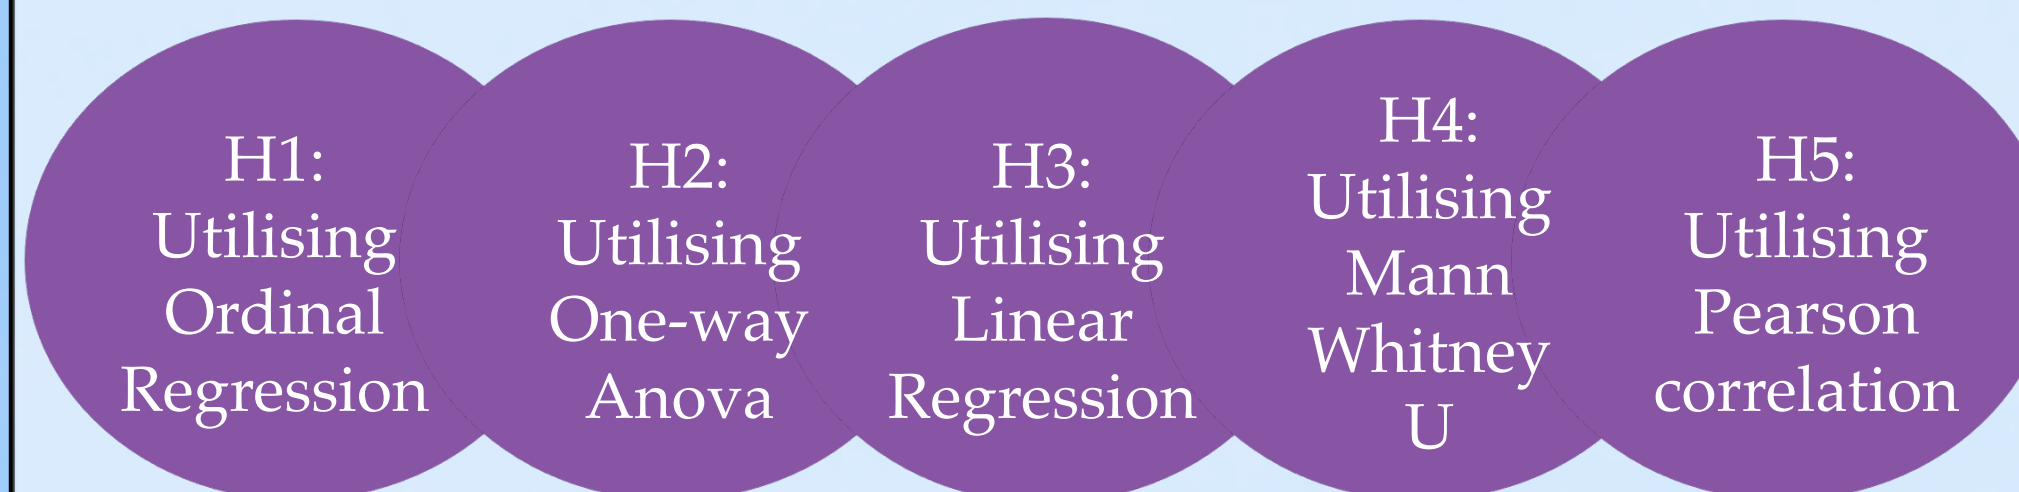 H1:
Utilising
Ordinal
Regression
H2:
Utilising
One-way
Anova
H3:
Utilising
Linear
Regression
H4:
Utilising
Mann
Whitney
U
H5:
Utilising
Pearson
correlation